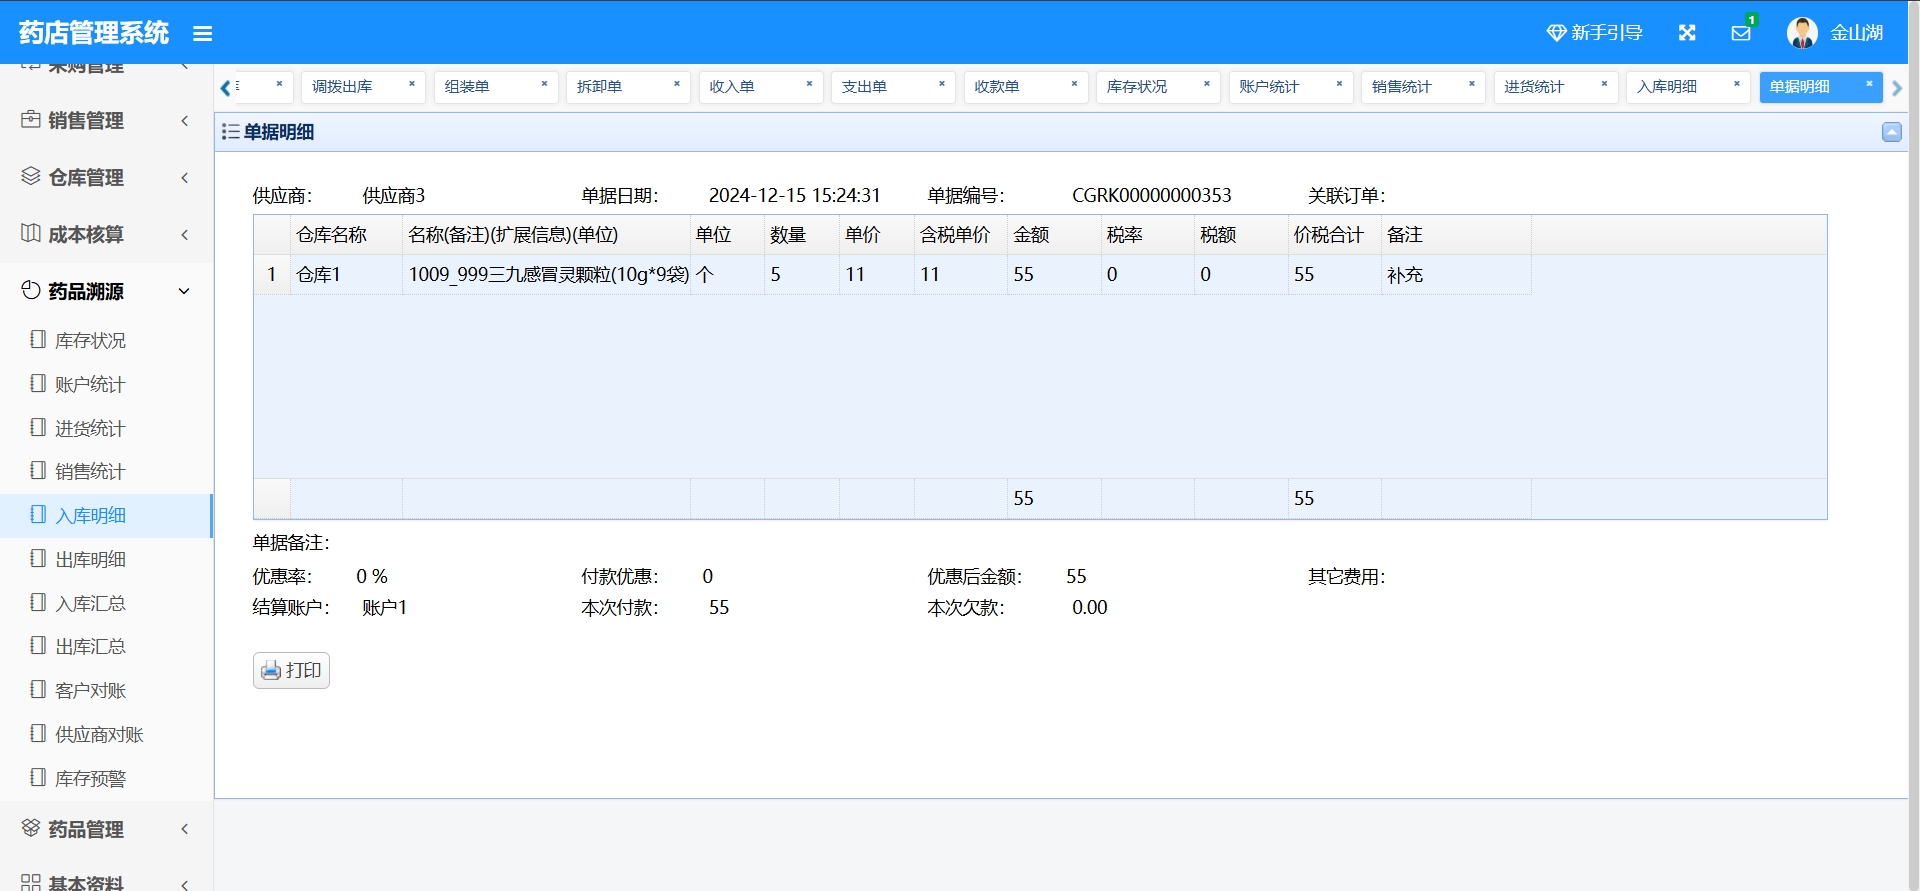 药店管理系统
新手引导
1
金山湖
采购管理
销售管理
仓库管理
成本核算
药品溯源
库存状况
账户统计
进货统计
销售统计
入库明细
出库明细
入库汇总
出库汇总
客户对账
供应商对账
库存预警
药品管理
基本资料
调拨出库 组装单 拆卸单 收入单 支出单 收款单 库存状况 账户统计 销售统计 进货统计 入库明细 单据明细
单据明细
供应商： 供应商3 单据日期： 2024-12-15 15:24:31 单据编号： CGRK00000000353 关联订单：
仓库名称 名称(备注)(扩展信息)(单位) 单位 数量 单价 含税单价 金额 税率 税额 价税合计 备注
1 仓库1 1009_999三九感冒灵颗粒(10g*9袋) 个 5 11 11 55 0 0 55 补充
55 55
单据备注：
优惠率： 0 % 付款优惠： 0 优惠后金额： 55 其它费用：
结算账户： 账户1 本次付款： 55 本次欠款： 0.00
打印